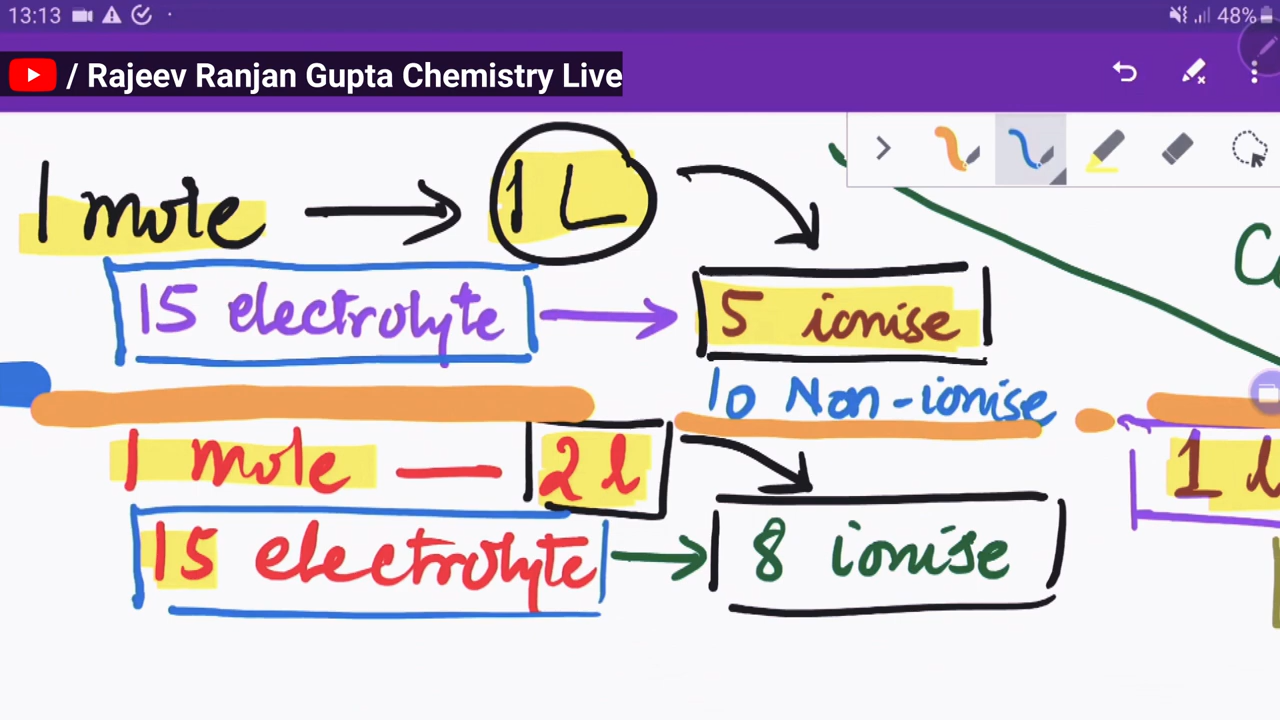 13:13 48%
/ Rajeev Ranjan Gupta Chemistry Live
1 mole → 1 L
15 electrolyte → 5 ionise
10 Non-ionise
1 mole — 2 l
15 electrolyte → 8 ionise
1 l